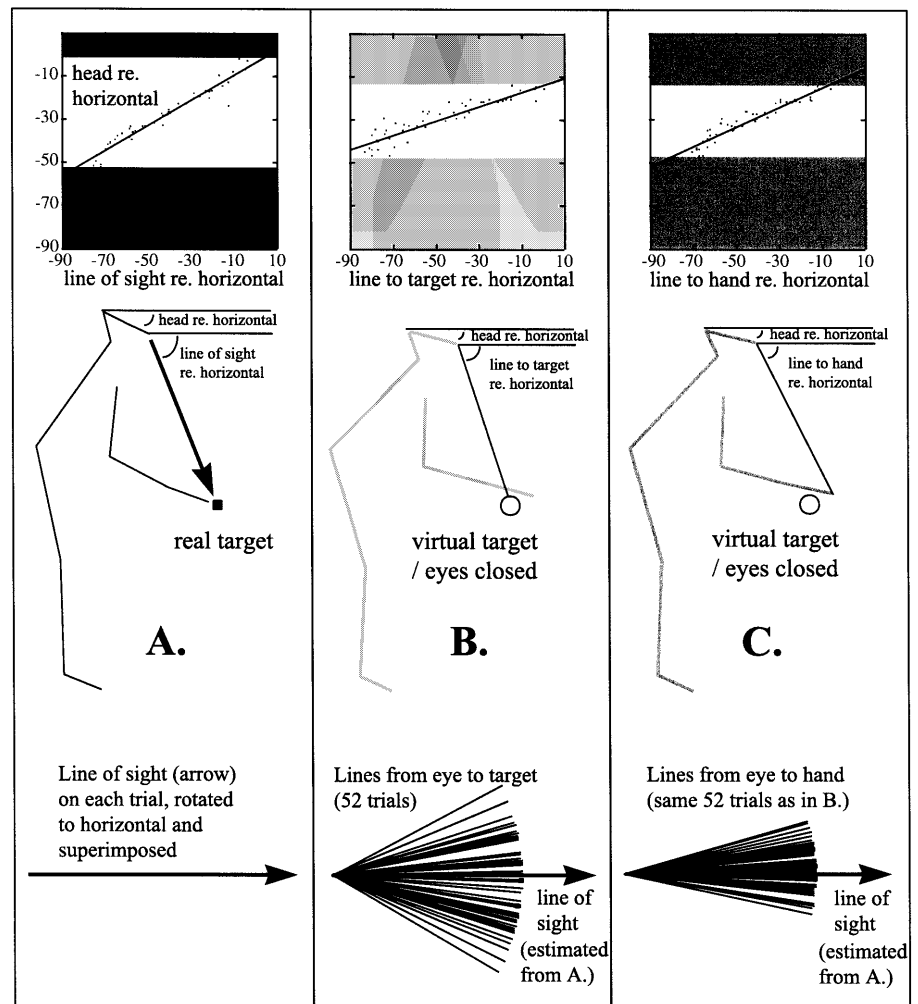 head re.
horizontal
-10
-30
-50
-70
-90
-90 -70 -50 -30 -10 10
line of sight re. horizontal
head re. horizontal
line of sight
re. horizontal
real target
A.
Line of sight (arrow)
on each trial, rotated
to horizontal and
superimposed
-90 -70 -50 -30 -10 10
line to target re. horizontal
head re. horizontal
line to target
re. horizontal
virtual target
/ eyes closed
B.
Lines from eye to target
(52 trials)
line of
sight
(estimated
from A.)
-90 -70 -50 -30 -10 10
line to hand re. horizontal
head re. horizontal
line to hand
re. horizontal
virtual target
/ eyes closed
C.
Lines from eye to hand
(same 52 trials as in B.)
line of
sight
(estimated
from A.)